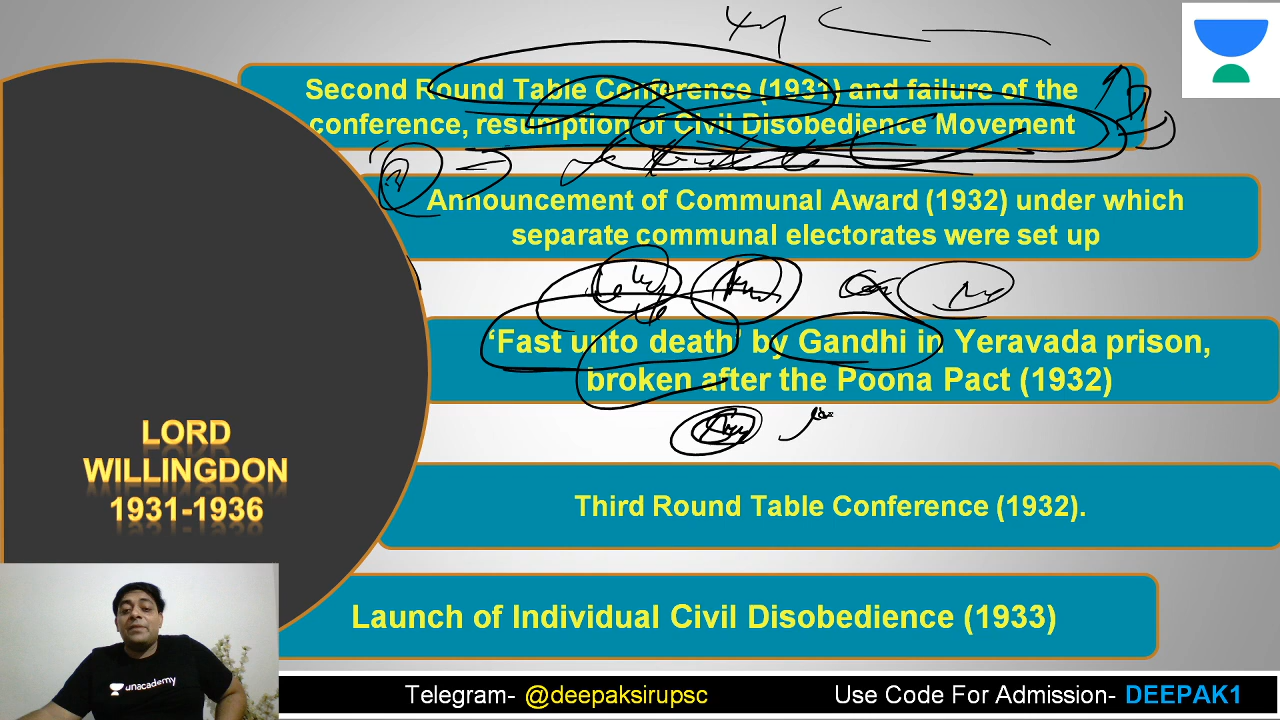 Second Round Table Conference (1931) and failure of the
conference, resumption of Civil Disobedience Movement
Announcement of Communal Award (1932) under which
separate communal electorates were set up
‘Fast unto death’ by Gandhi in Yeravada prison,
broken after the Poona Pact (1932)
Third Round Table Conference (1932).
Launch of Individual Civil Disobedience (1933)
LORD
WILLINGDON
1931-1936
unacademy
Telegram- @deepaksirupsc
Use Code For Admission- DEEPAK1